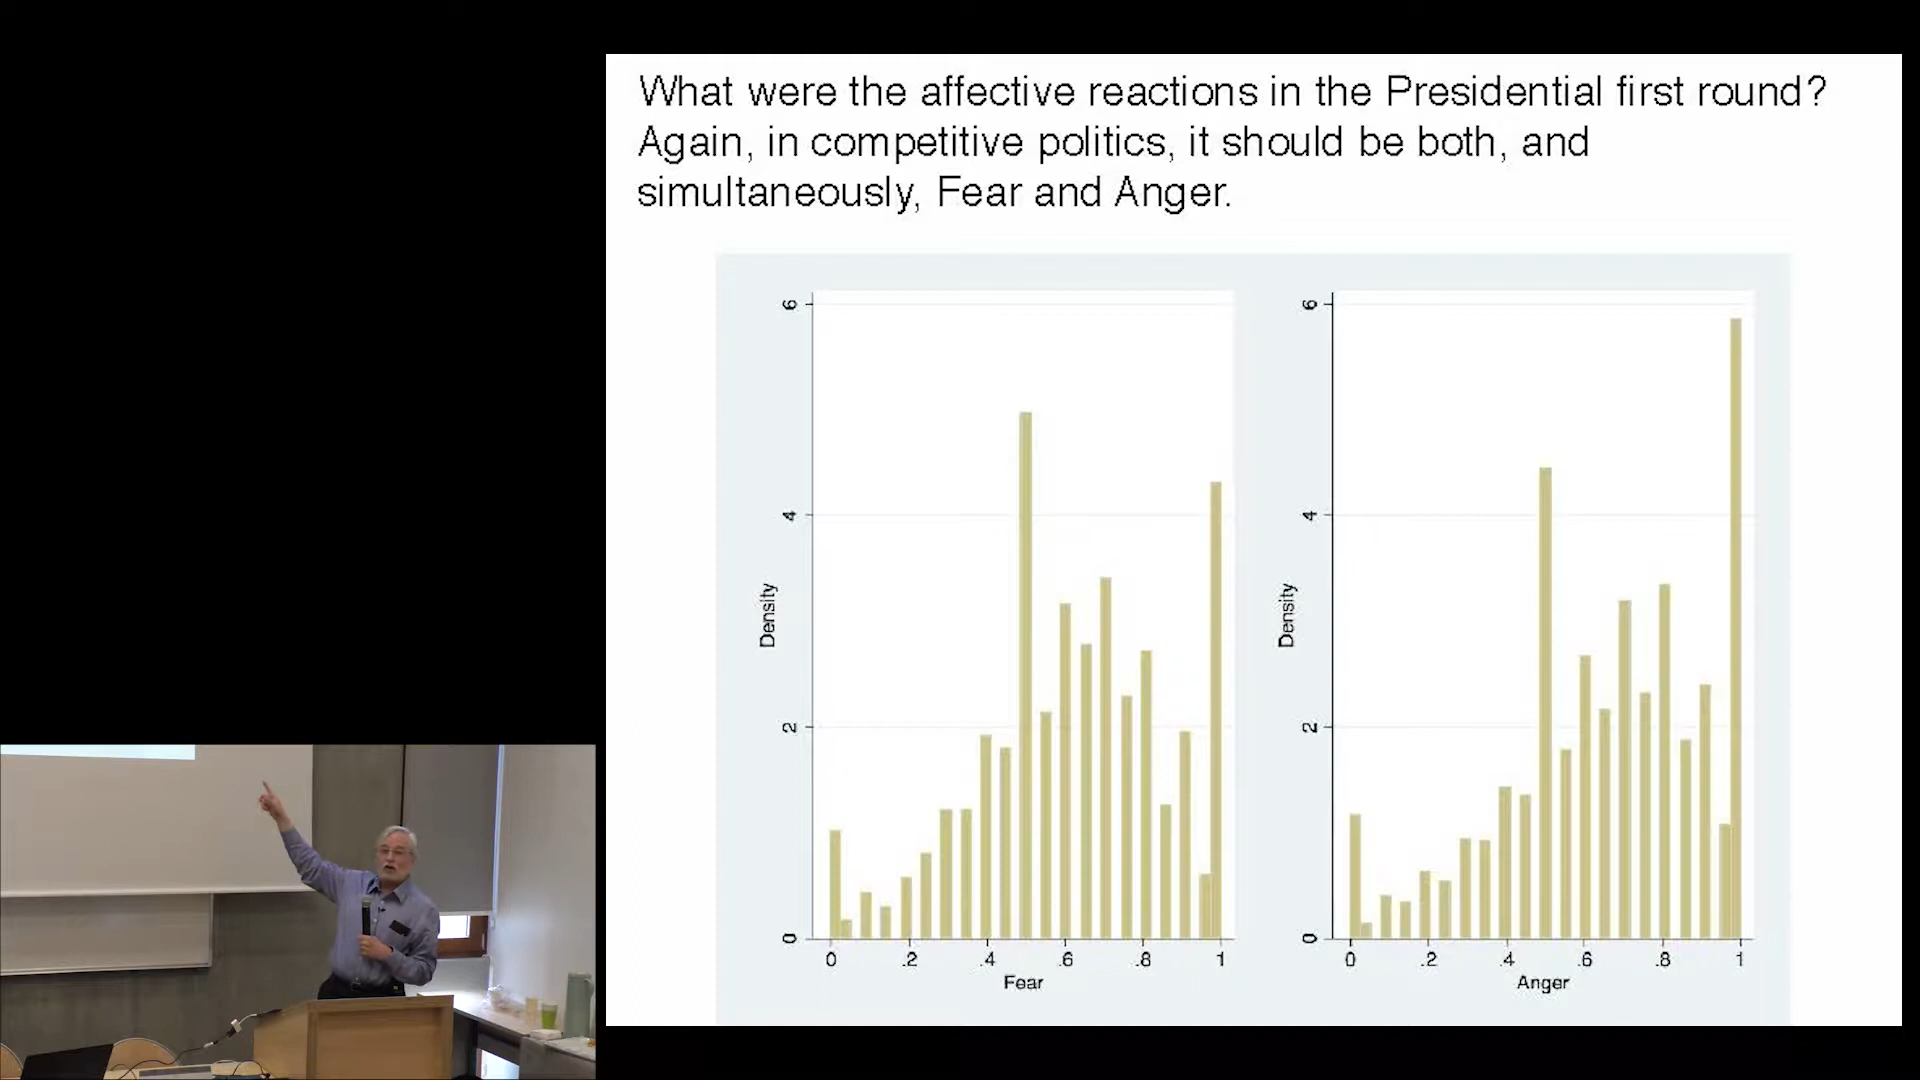 What were the affective reactions in the Presidential first round?
Again, in competitive politics, it should be both, and
simultaneously, Fear and Anger.
6
4
2
0
Density
0 .2 .4 .6 .8 1
Fear
6
4
2
0
Density
0 .2 .4 .6 .8 1
Anger